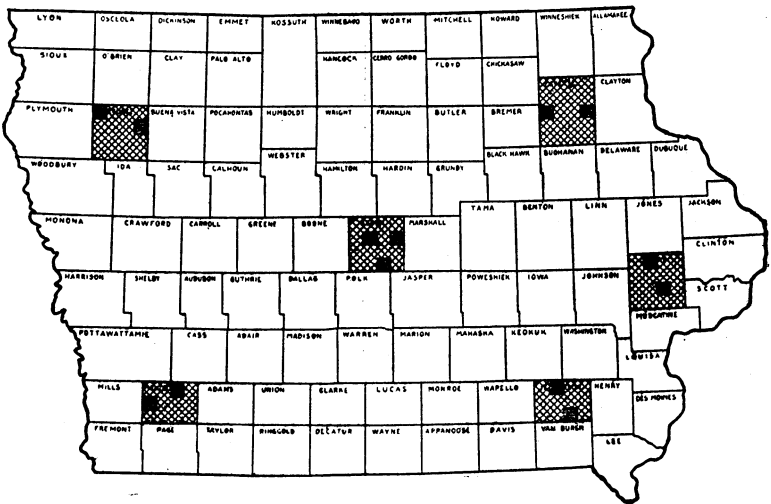 LYON OSCEOLA DICKINSON EMMET KOSSUTH WINNEBAGO WORTH MITCHELL HOWARD WINNESHIEK ALLAMAKEE
SIOUX O'BRIEN CLAY PALO ALTO HANCOCK CERRO GORDO FLOYD CHICKASAW CLAYTON
PLYMOUTH BUENA VISTA POCAHONTAS HUMBOLDT WRIGHT FRANKLIN BUTLER BREMER
WOODBURY IDA SAC CALHOUN WEBSTER HAMILTON HARDIN GRUNDY BLACK HAWK BUCHANAN DELAWARE DUBUQUE
MONONA CRAWFORD CARROLL GREENE BOONE MARSHALL TAMA BENTON LINN JONES JACKSON
CLINTON
HARRISON SHELBY AUDUBON GUTHRIE DALLAS POLK JASPER POWESHIEK IOWA JOHNSON SCOTT
MUSCATINE
POTTAWATTAMIE CASS ADAIR MADISON WARREN MARION MAHASKA KEOKUK WASHINGTON LOUISA
MILLS ADAMS UNION CLARKE LUCAS MONROE WAPELLO HENRY DES MOINES
FREMONT PAGE TAYLOR RINGGOLD DECATUR WAYNE APPANOOSE DAVIS VAN BUREN LEE